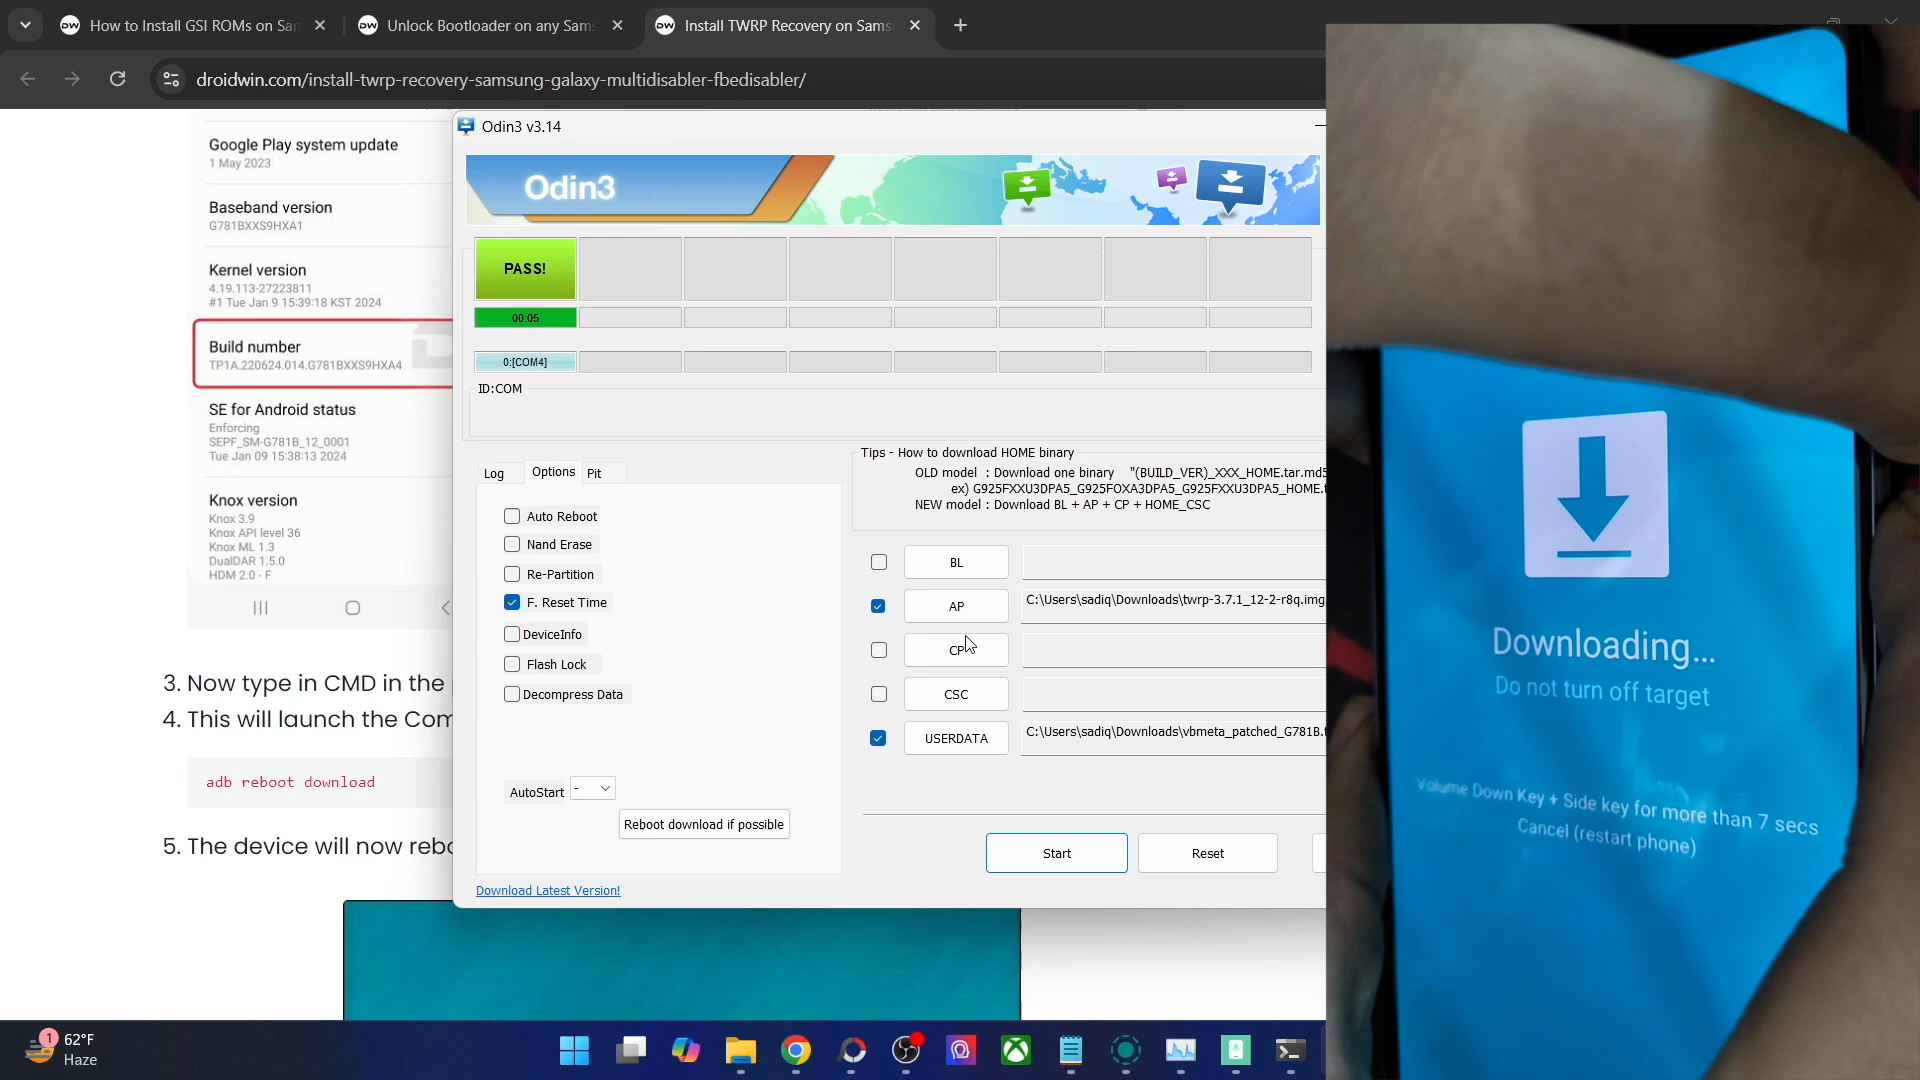 How to Install GSI ROMs on Sam
Unlock Bootloader on any Sams
Install TWRP Recovery on Sams
droidwin.com/install-twrp-recovery-samsung-galaxy-multidisabler-fbedisabler/
Google Play system update
1 May 2023
Baseband version
G781BXXS9HXA1
Kernel version
4.19.113-27223811
#1 Tue Jan 9 15:39:18 KST 2024
Build number
TP1A.220624.014.G781BXXS9HXA4
SE for Android status
Enforcing
SEPF_SM-G781B_12_0001
Tue Jan 09 15:38:13 2024
Knox version
Knox 3.9
Knox API level 36
Knox ML 1.3
DualDAR 1.5.0
HDM 2.0 - F
3. Now type in CMD in the
4. This will launch the Com
adb reboot download
5. The device will now rebo
Odin3 v3.14
Odin3
PASS!
00:05
0:[COM4]
ID:COM
Log
Options
Pit
Auto Reboot
Nand Erase
Re-Partition
F. Reset Time
DeviceInfo
Flash Lock
Decompress Data
AutoStart
-
Reboot download if possible
Download Latest Version!
Tips - How to download HOME binary
OLD model : Download one binary "(BUILD_VER)_XXX_HOME.tar.md5
ex) G925FXXU3DPA5_G925FOXA3DPA5_G925FXXU3DPA5_HOME.t
NEW model : Download BL + AP + CP + HOME_CSC
BL
AP
C:\Users\sadiq\Downloads\twrp-3.7.1_12-2-r8q.img
CP
CSC
USERDATA
C:\Users\sadiq\Downloads\vbmeta_patched_G781B.t
Start
Reset
Downloading...
Do not turn off target
Volume Down Key + Side key for more than 7 secs
Cancel (restart phone)
1
62°F
Haze